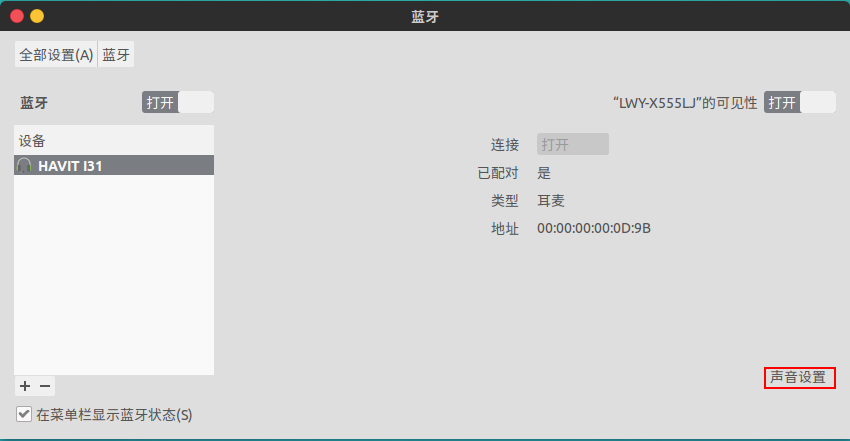 蓝牙
全部设置(A) 蓝牙
蓝牙 打开 “LWY-X555LJ”的可见性 打开
设备
HAVIT I31
连接 打开
已配对 是
类型 耳麦
地址 00:00:00:00:0D:9B
声音设置
在菜单栏显示蓝牙状态(S)